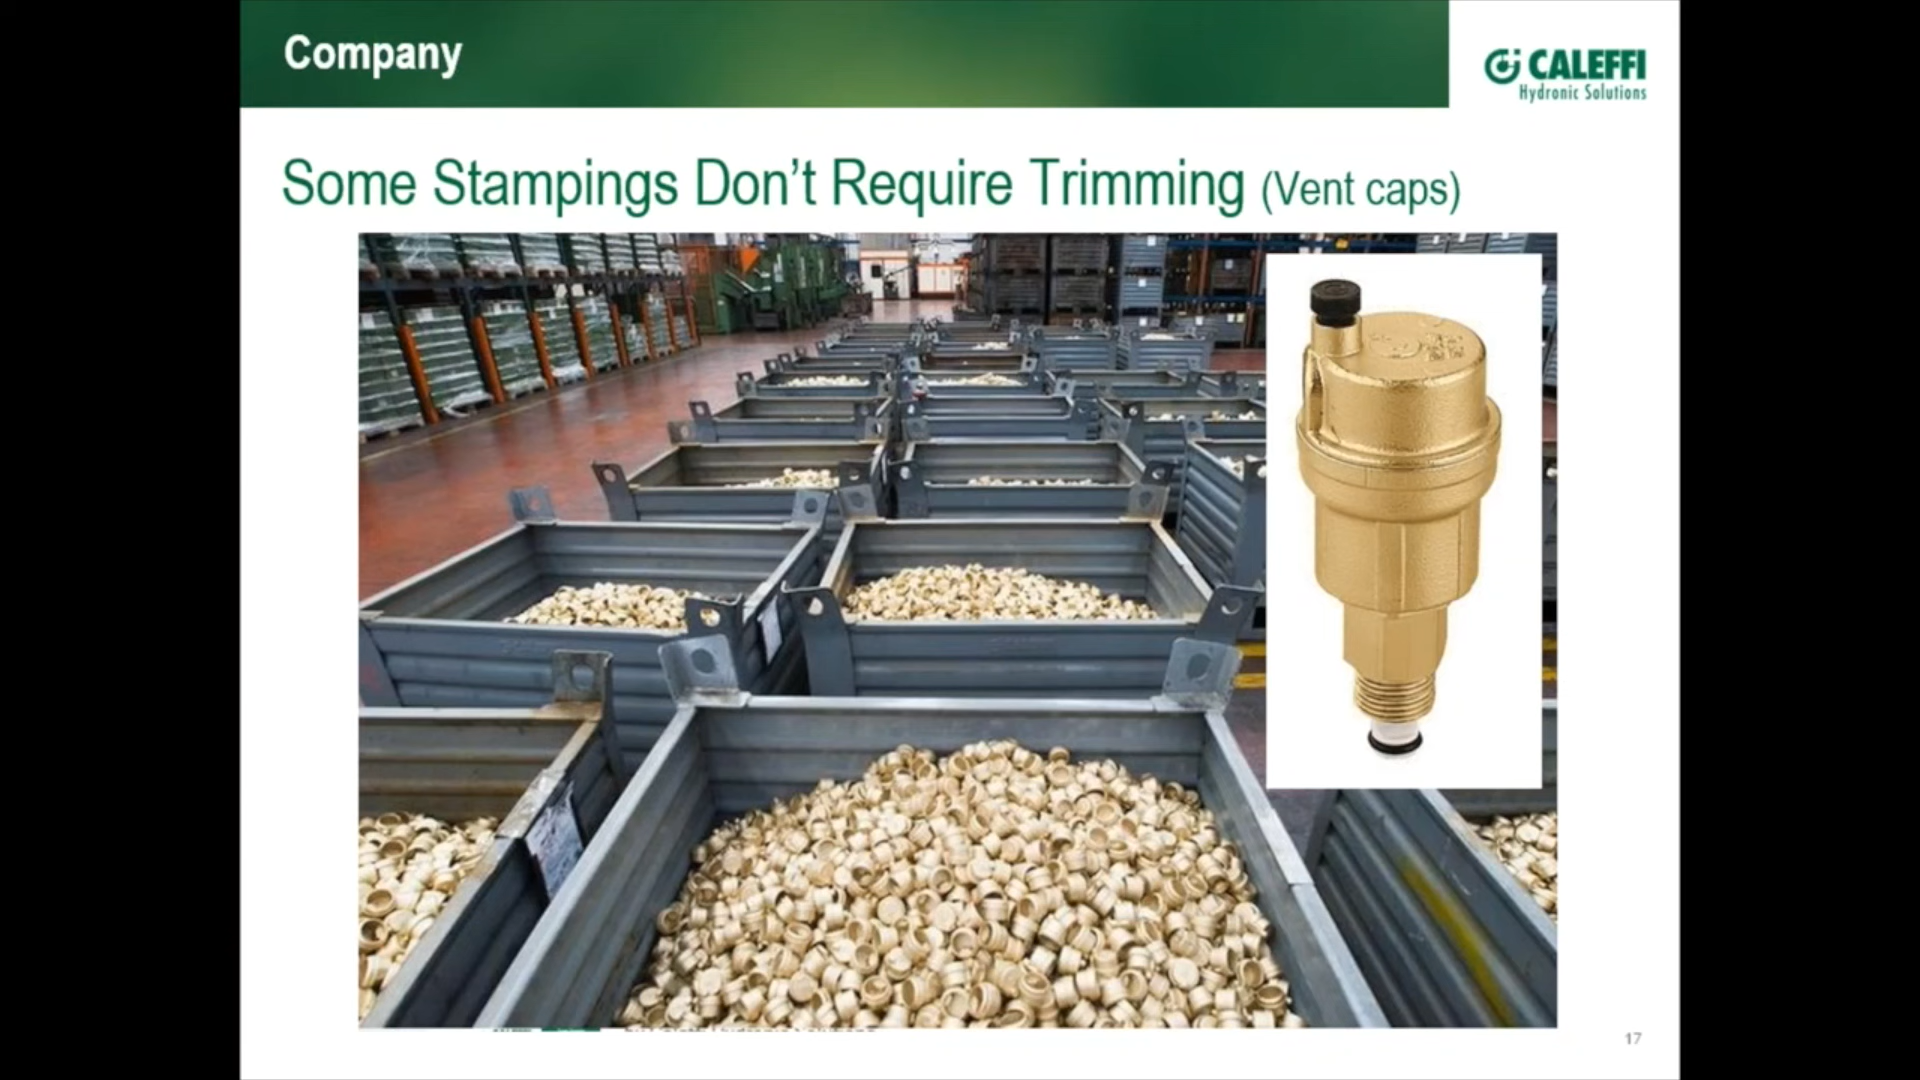 Company
CALEFFI
Hydronic Solutions
Some Stampings Don't Require Trimming (Vent caps)
17